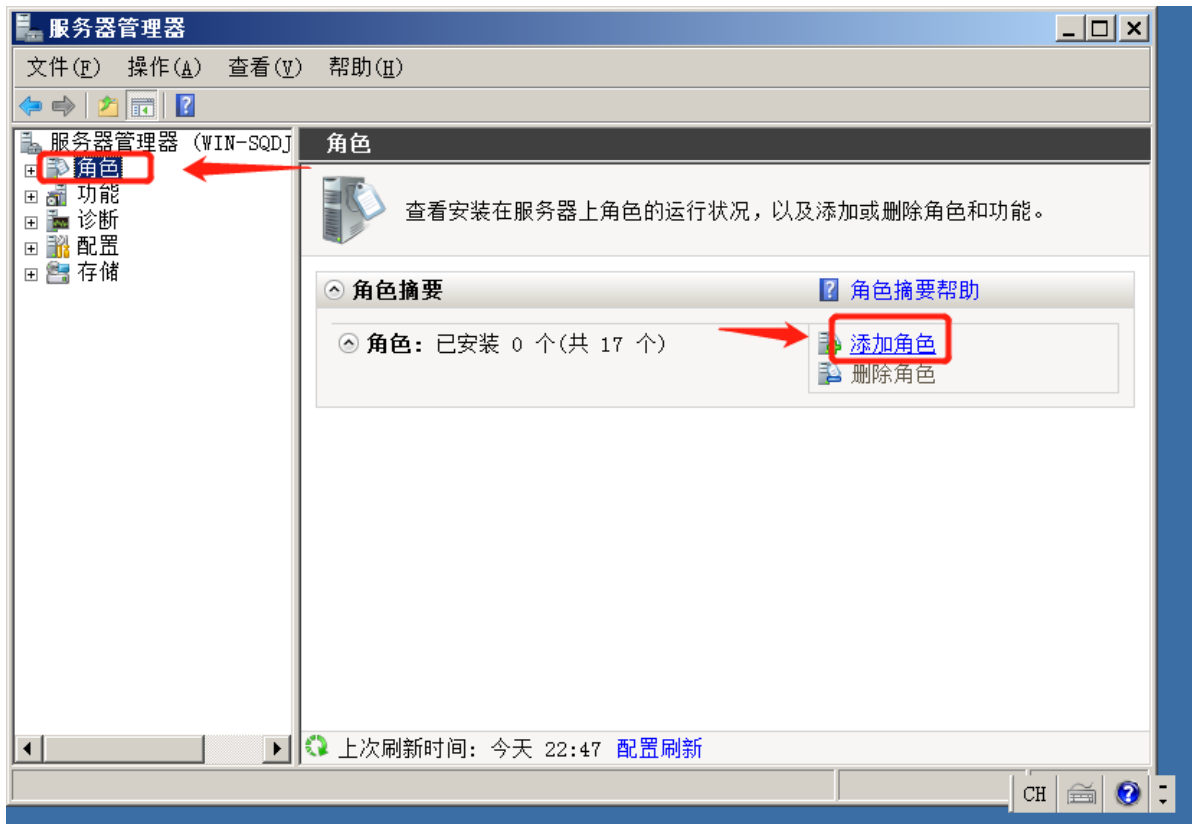 服务器管理器
文件(F) 操作(A) 查看(V) 帮助(H)
服务器管理器 (WIN-SQDJ
角色
功能
诊断
配置
存储
角色
查看安装在服务器上角色的运行状况，以及添加或删除角色和功能。
角色摘要
角色摘要帮助
角色: 已安装 0 个(共 17 个)
添加角色
删除角色
上次刷新时间: 今天 22:47 配置刷新
CH